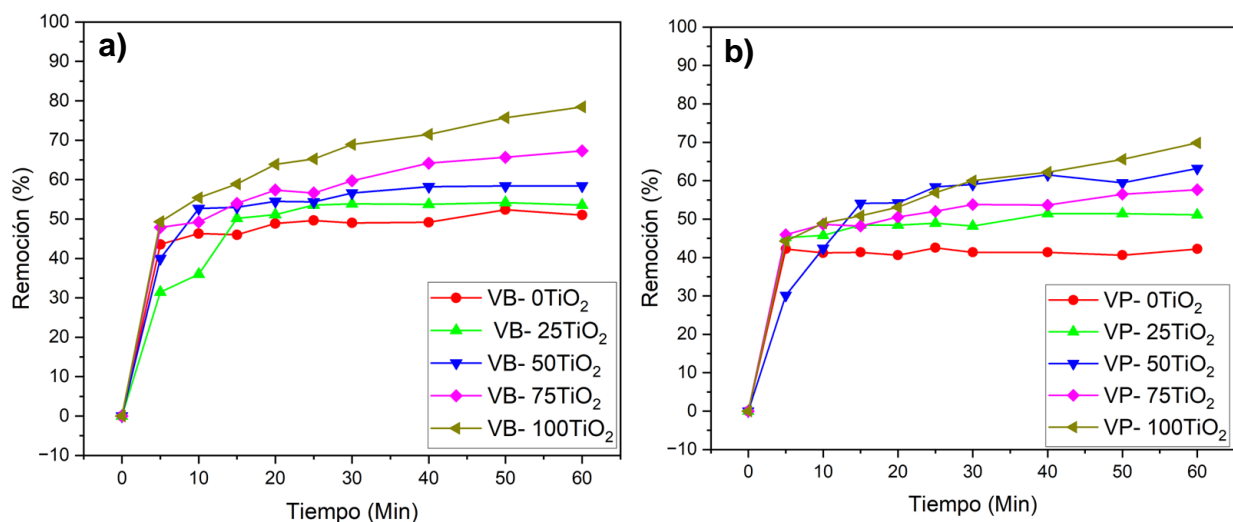 a)
100
90
80
70
60
50
40
30
20
10
0
−10
Remoción (%)
0 10 20 30 40 50 60
Tiempo (Min)
VB- 0TiO₂
VB- 25TiO₂
VB- 50TiO₂
VB- 75TiO₂
VB- 100TiO₂
b)
100
90
80
70
60
50
40
30
20
10
0
−10
Remoción (%)
0 10 20 30 40 50 60
Tiempo (Min)
VP- 0TiO₂
VP- 25TiO₂
VP- 50TiO₂
VP- 75TiO₂
VP- 100TiO₂